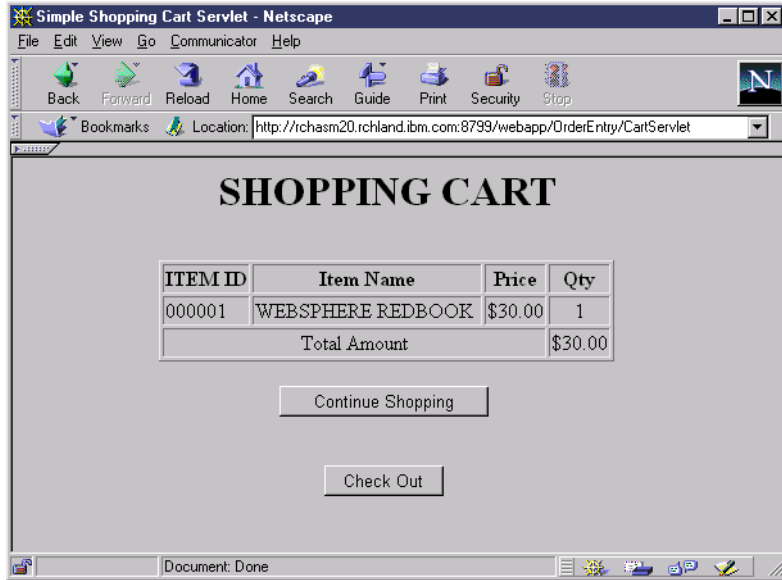 Simple Shopping Cart Servlet - Netscape
File Edit View Go Communicator Help
Back Forward Reload Home Search Guide Print Security Stop
N
Bookmarks Location: http://rchasm20.rchland.ibm.com:8799/webapp/OrderEntry/CartServlet
SHOPPING CART
ITEM ID Item Name Price Qty
000001 WEBSPHERE REDBOOK $30.00 1
Total Amount $30.00
Continue Shopping
Check Out
Document: Done